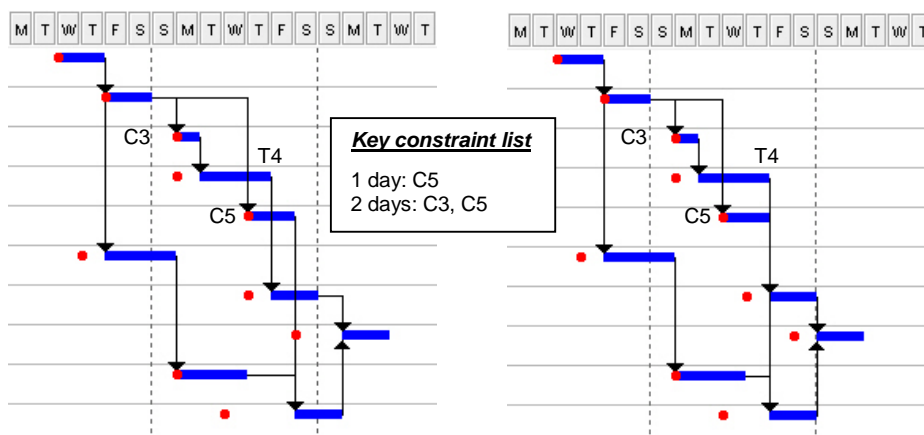 M T W T F S S M T W T F S S M T W T
M T W T F S S M T W T F S S M T W T
C3
T4
C5
Key constraint list
1 day: C5
2 days: C3, C5
C3
T4
C5